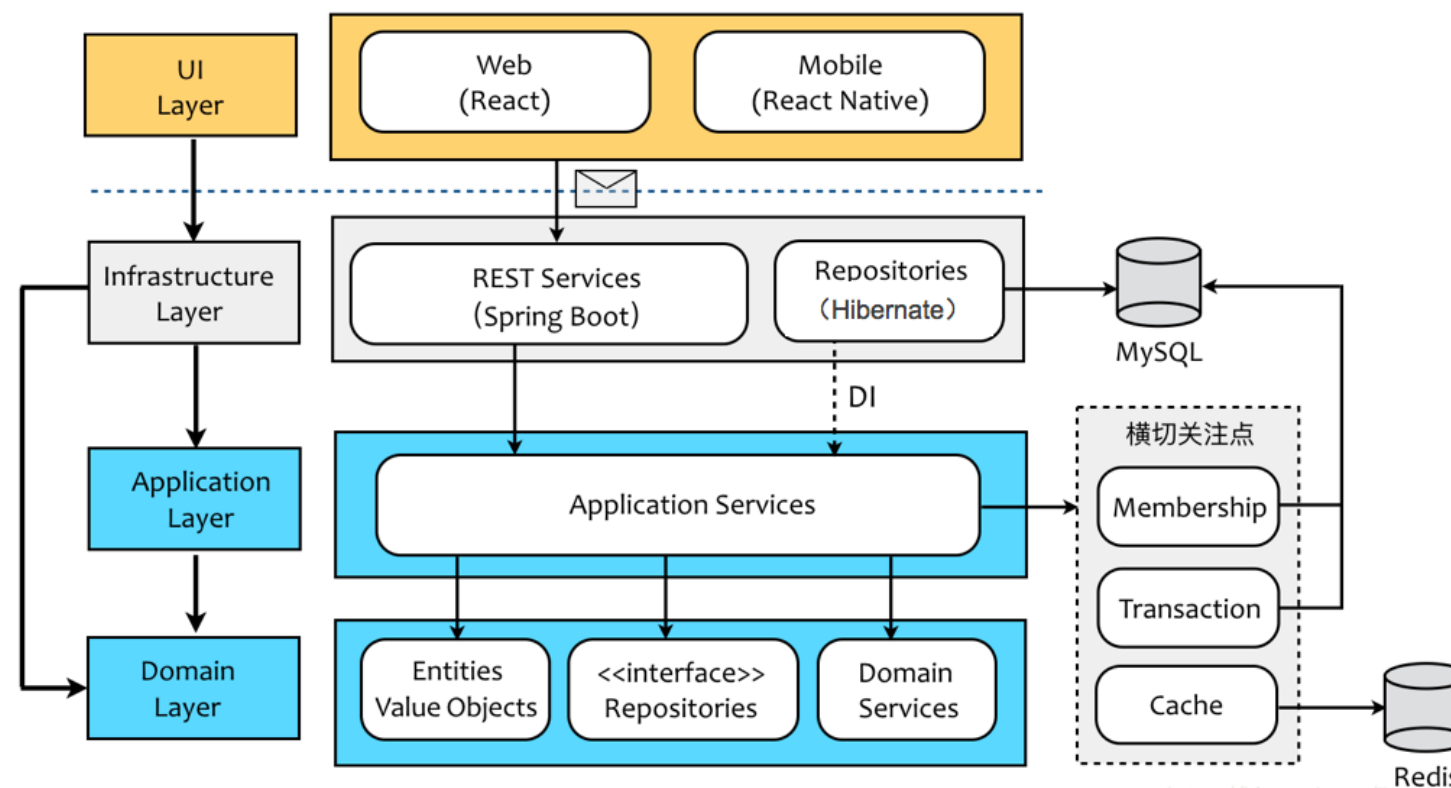 UI
Layer
Web
(React)
Mobile
(React Native)
Infrastructure
Layer
REST Services
(Spring Boot)
Repositories
（Hibernate）
MySQL
DI
Application
Layer
Application Services
横切关注点
Membership
Transaction
Cache
Domain
Layer
Entities
Value Objects
<<interface>>
Repositories
Domain
Services
Redis